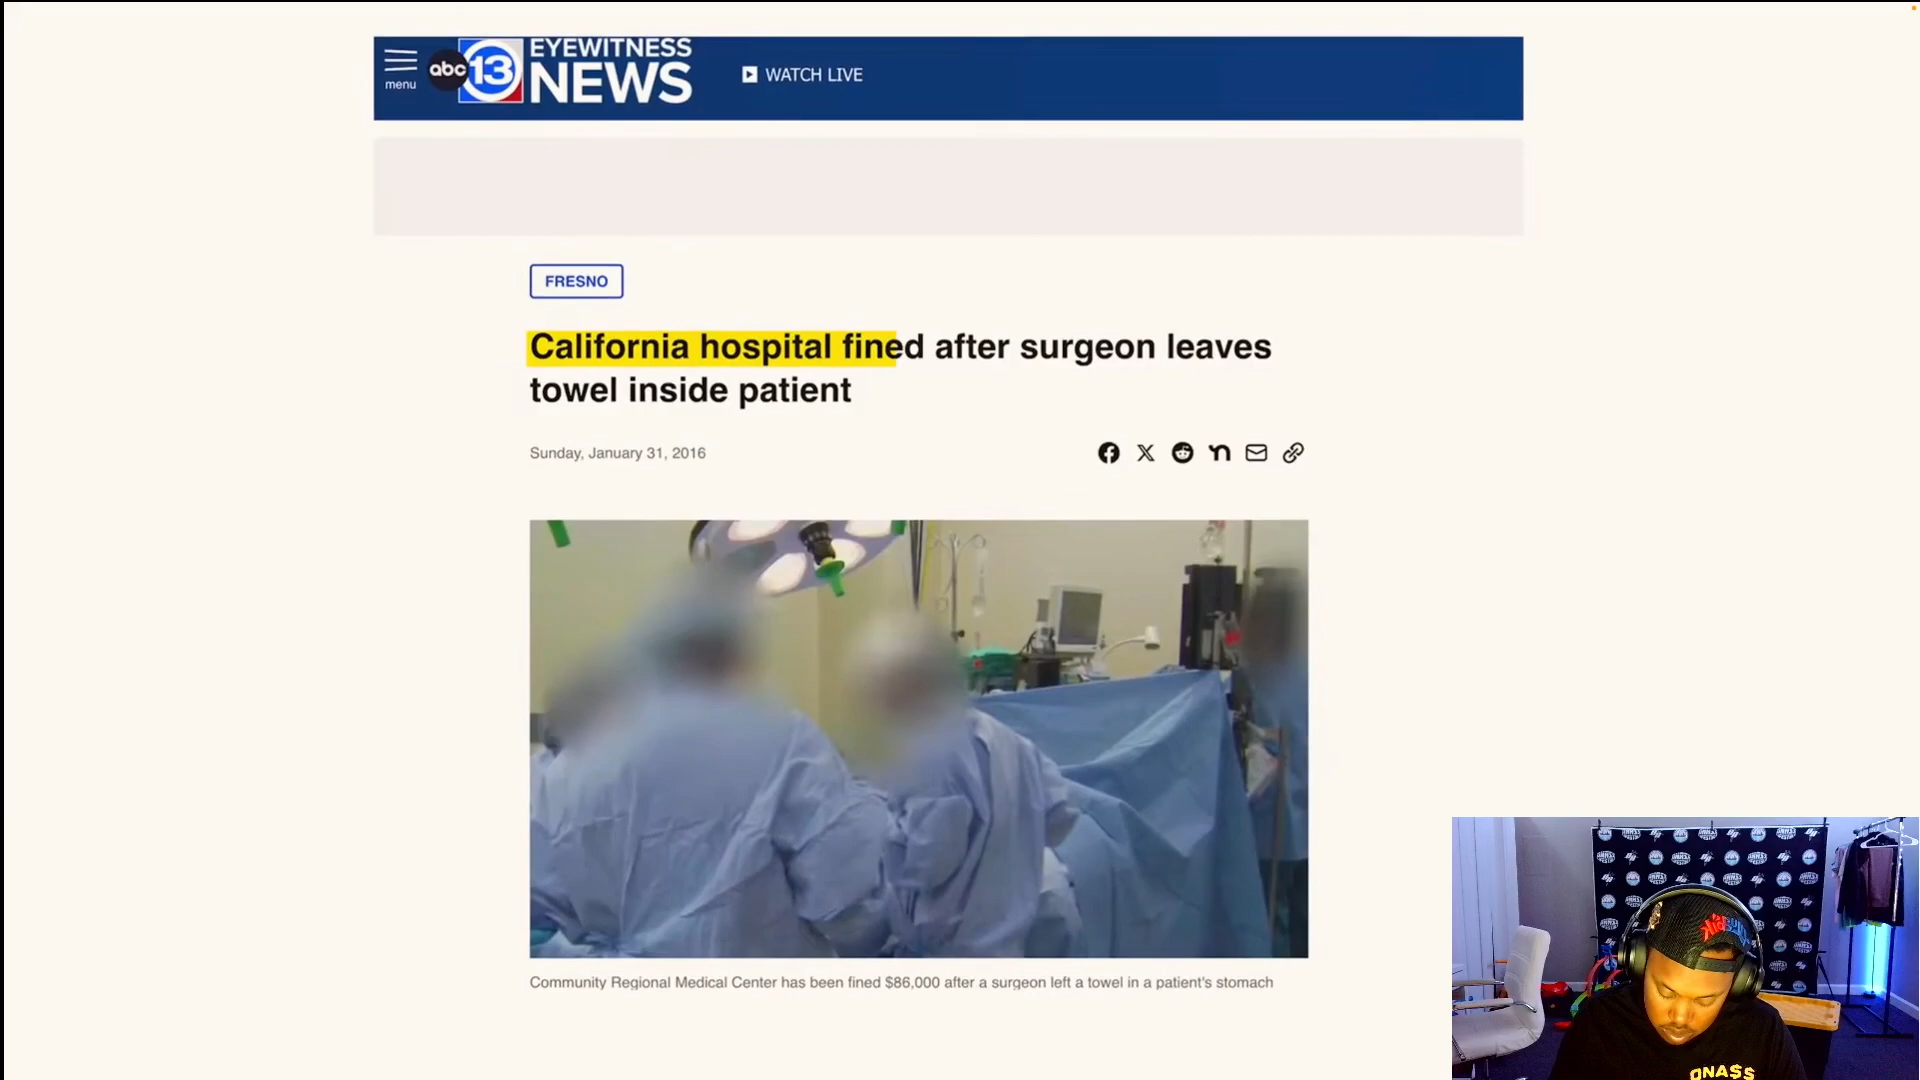 menu
abc
13
EYEWITNESS
NEWS
WATCH LIVE
FRESNO
California hospital fined after surgeon leaves
towel inside patient
Sunday, January 31, 2016
Community Regional Medical Center has been fined $86,000 after a surgeon left a towel in a patient's stomach
QNA$$